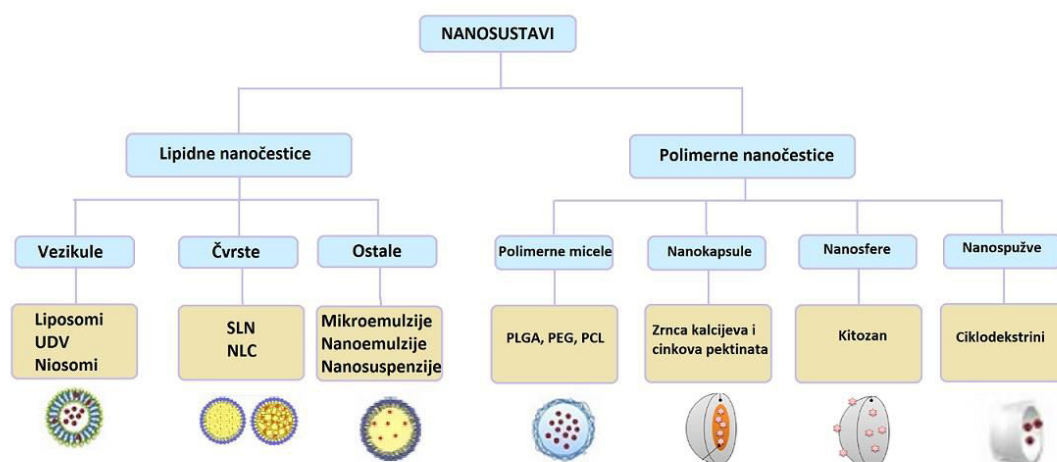 NANOSUSTAVI
Lipidne nanočestice
Polimerne nanočestice
Vezikule
Čvrste
Ostale
Polimerne micele
Nanokapsule
Nanosfere
Nanospužve
Liposomi
UDV
Niosomi
SLN
NLC
Mikroemulzije
Nanoemulzije
Nanosuspenzije
PLGA, PEG, PCL
Zrnca kalcijeva i
cinkova pektinata
Kitozan
Ciklodekstrini